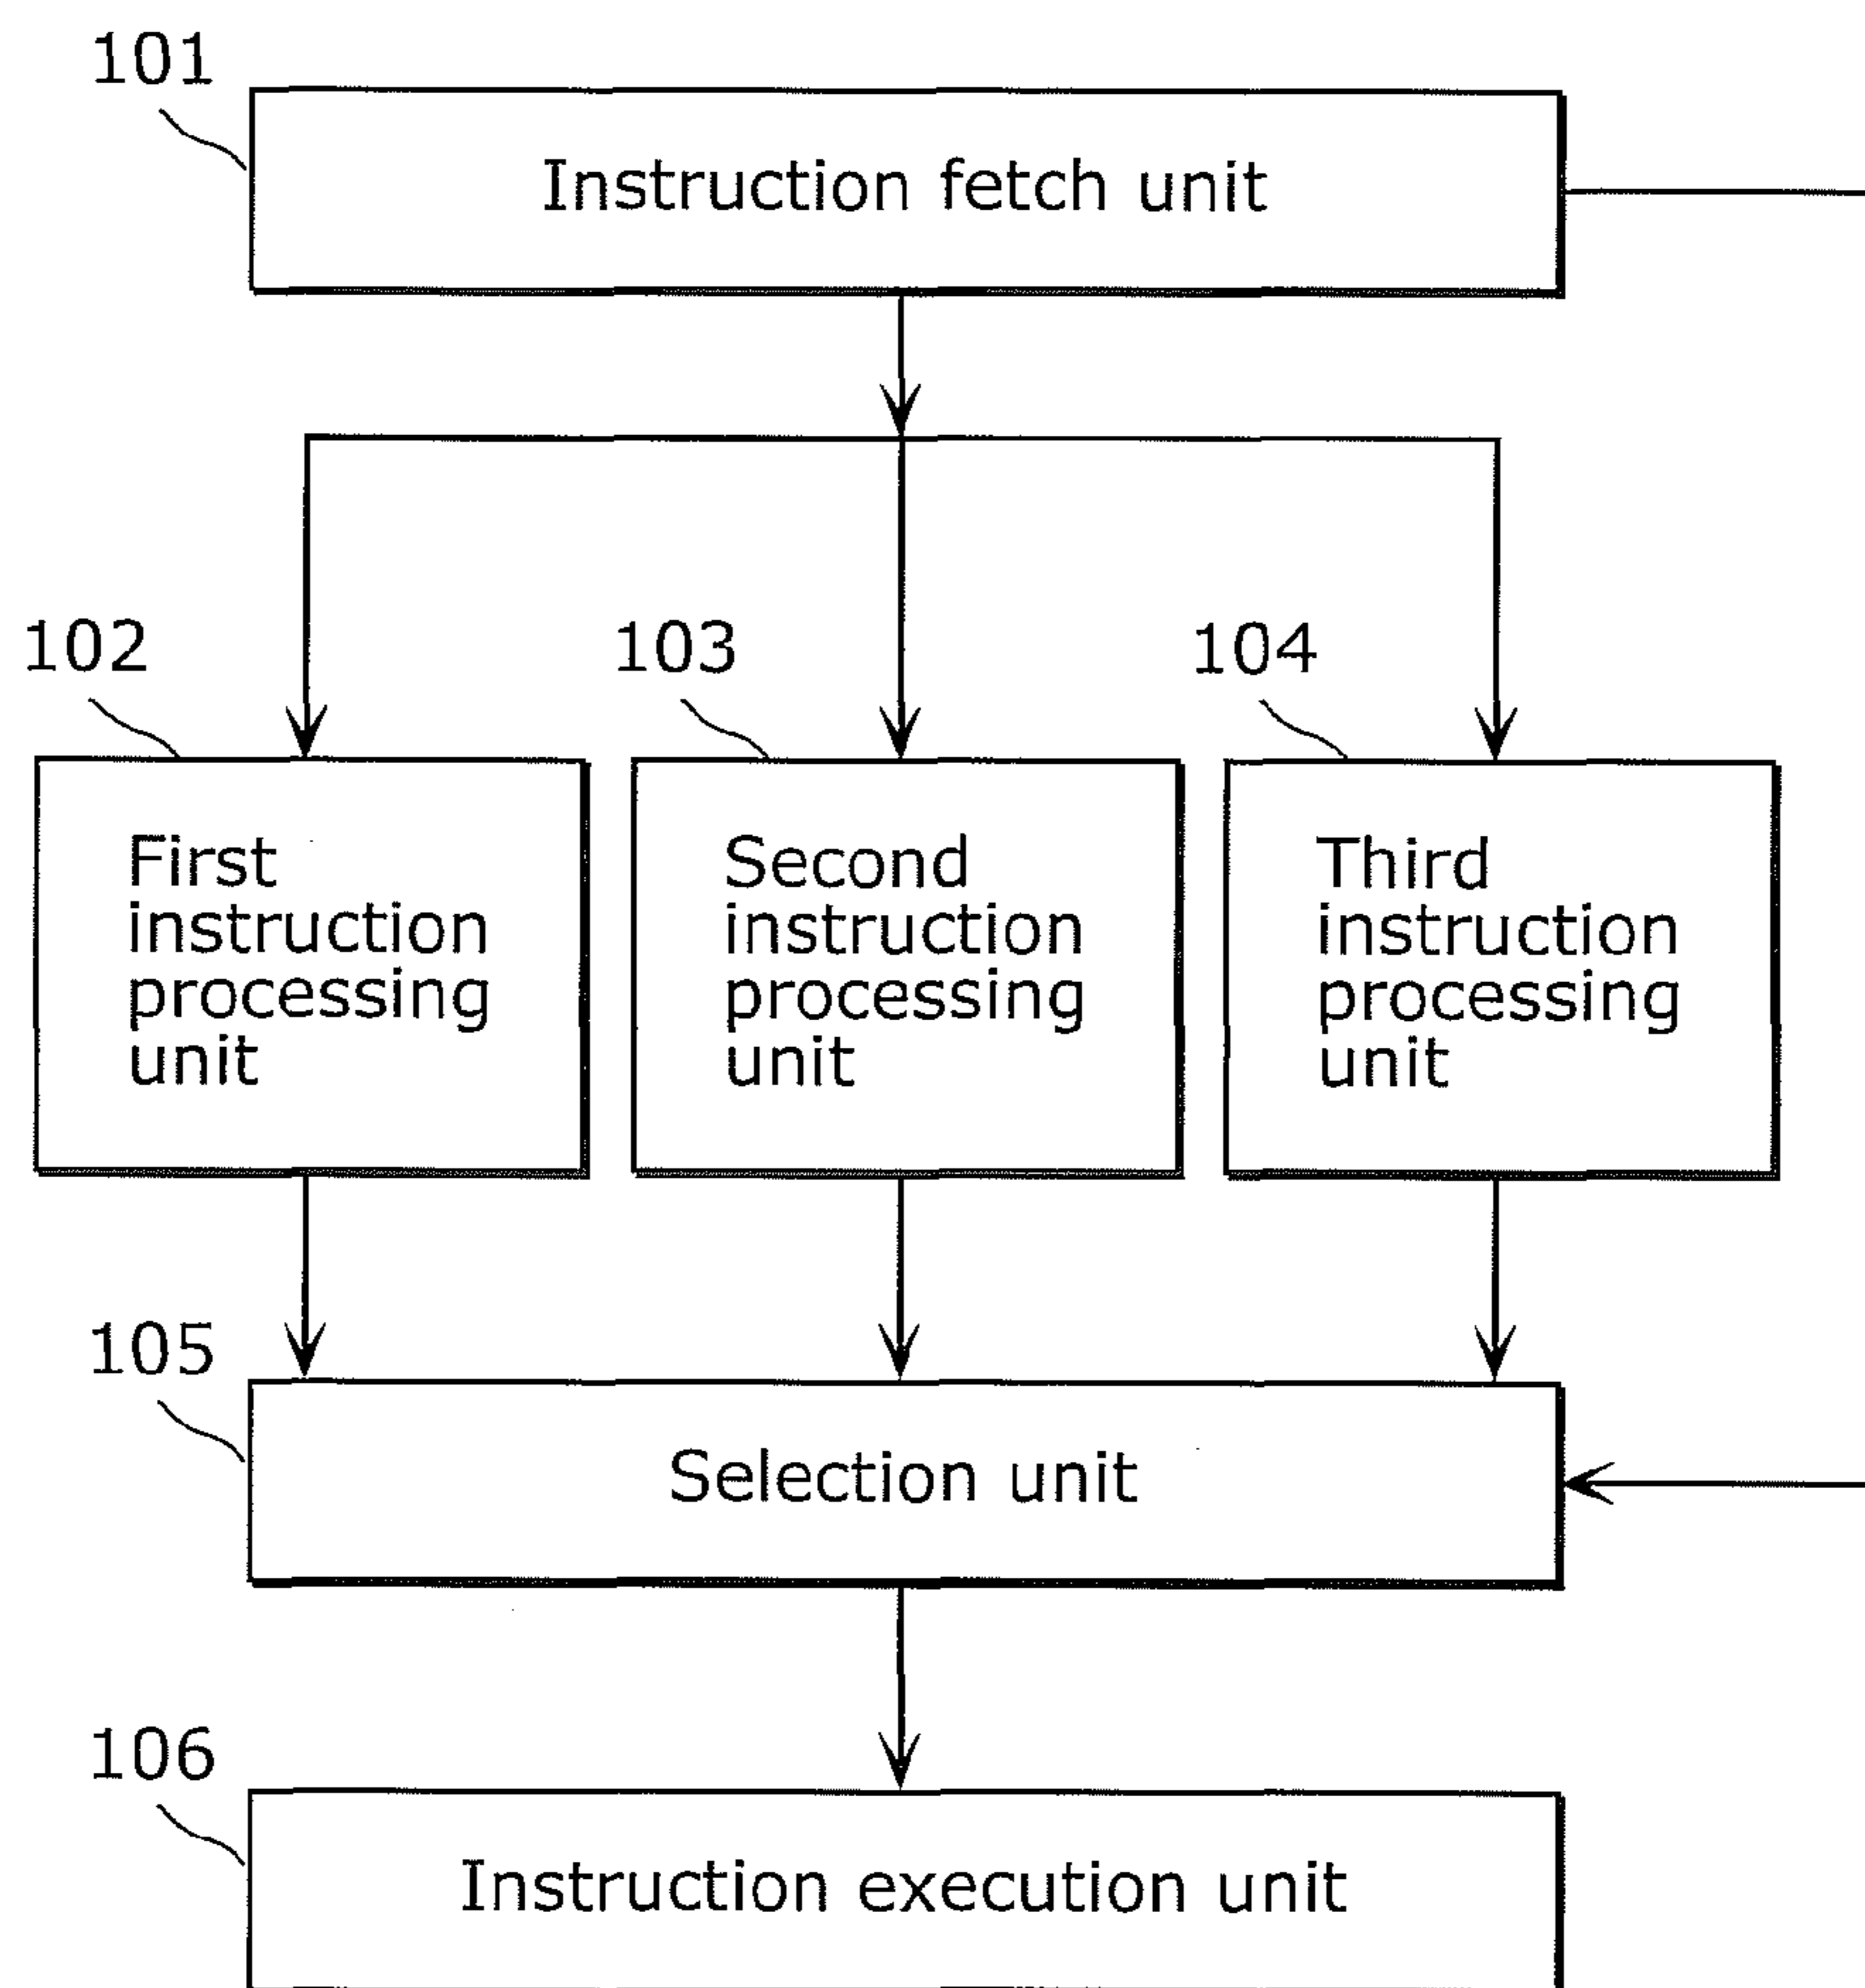 101
Instruction fetch unit
102
103
104
First
instruction
processing
unit
Second
instruction
processing
unit
Third
instruction
processing
unit
105
Selection unit
106
Instruction execution unit